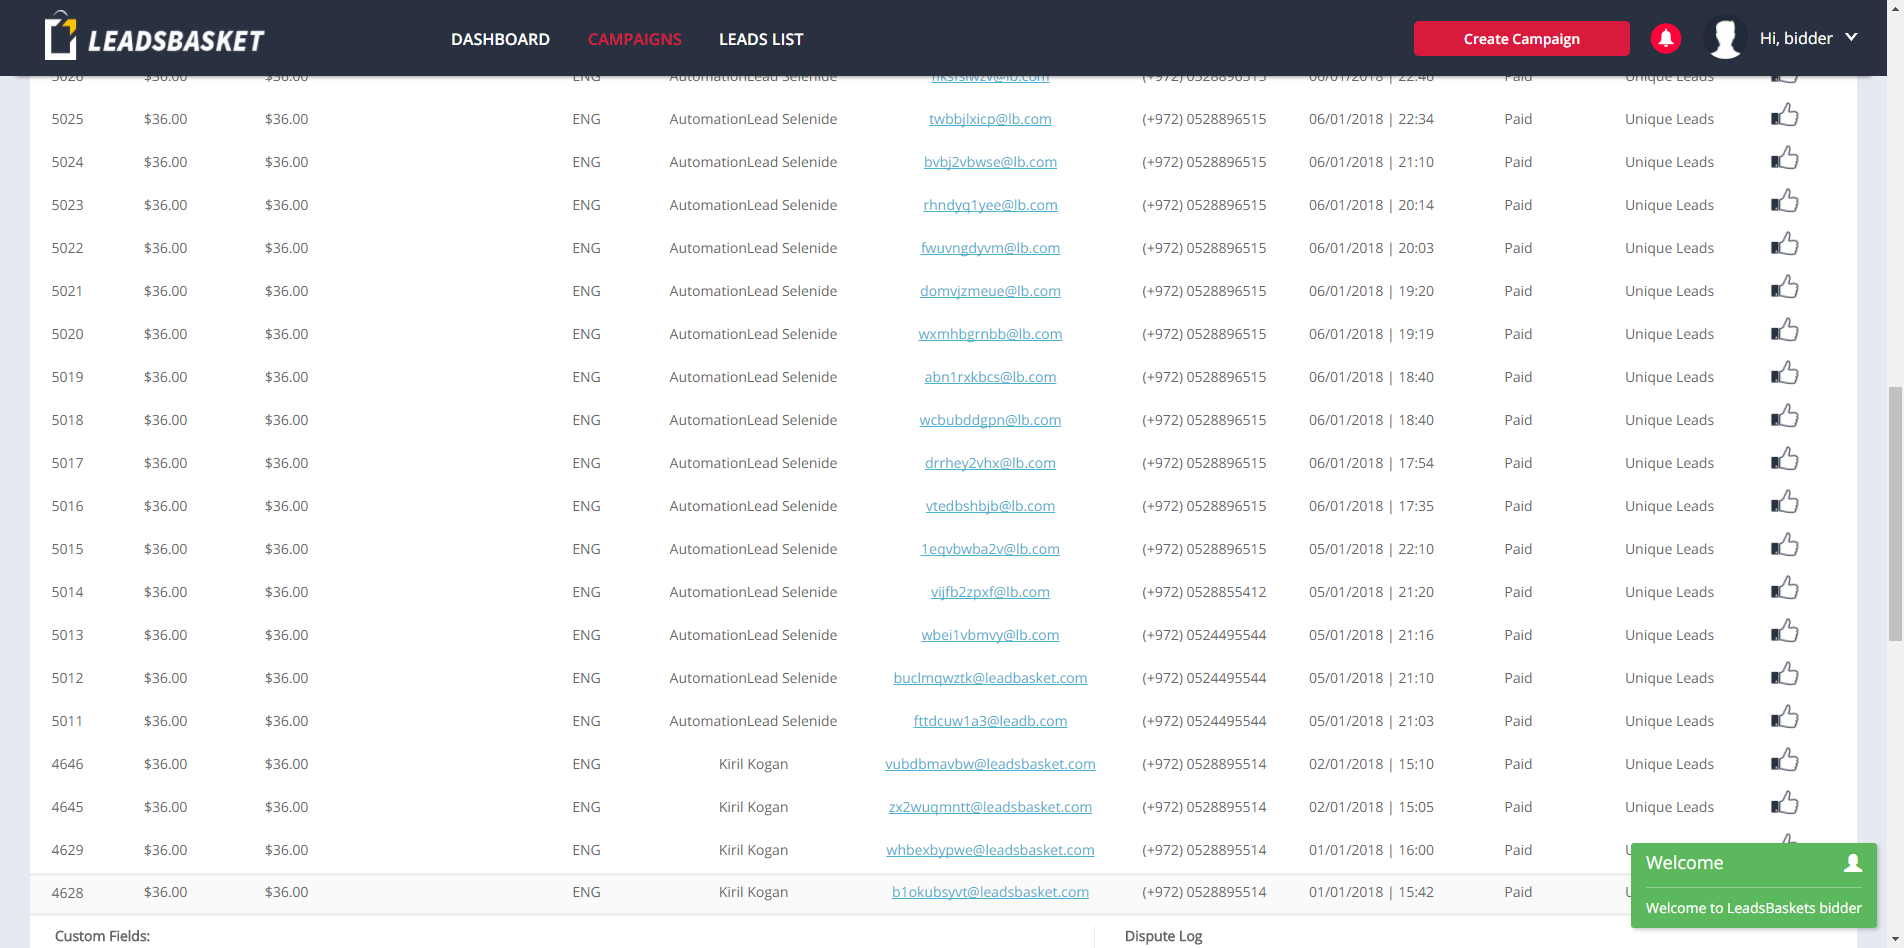 LEADSBASKET DASHBOARD CAMPAIGNS LEADS LIST Create Campaign Hi, bidder
5026 $36.00 $36.00 ENG AutomationLead Selenide (+972) 0528896515 06/01/2018 | 22:46 Paid Unique Leads
5025 $36.00 $36.00 ENG AutomationLead Selenide twbbjlxicp@lb.com (+972) 0528896515 06/01/2018 | 22:34 Paid Unique Leads
5024 $36.00 $36.00 ENG AutomationLead Selenide bvbj2vbwse@lb.com (+972) 0528896515 06/01/2018 | 21:10 Paid Unique Leads
5023 $36.00 $36.00 ENG AutomationLead Selenide rhndyq1yee@lb.com (+972) 0528896515 06/01/2018 | 20:14 Paid Unique Leads
5022 $36.00 $36.00 ENG AutomationLead Selenide fwuvngdyvm@lb.com (+972) 0528896515 06/01/2018 | 20:03 Paid Unique Leads
5021 $36.00 $36.00 ENG AutomationLead Selenide domvjzmeue@lb.com (+972) 0528896515 06/01/2018 | 19:20 Paid Unique Leads
5020 $36.00 $36.00 ENG AutomationLead Selenide wxmhbgrnbb@lb.com (+972) 0528896515 06/01/2018 | 19:19 Paid Unique Leads
5019 $36.00 $36.00 ENG AutomationLead Selenide abn1rxkbcs@lb.com (+972) 0528896515 06/01/2018 | 18:40 Paid Unique Leads
5018 $36.00 $36.00 ENG AutomationLead Selenide wcbubddgpn@lb.com (+972) 0528896515 06/01/2018 | 18:40 Paid Unique Leads
5017 $36.00 $36.00 ENG AutomationLead Selenide drrhey2vhx@lb.com (+972) 0528896515 06/01/2018 | 17:54 Paid Unique Leads
5016 $36.00 $36.00 ENG AutomationLead Selenide vtedbshbjb@lb.com (+972) 0528896515 06/01/2018 | 17:35 Paid Unique Leads
5015 $36.00 $36.00 ENG AutomationLead Selenide 1eqvbwba2v@lb.com (+972) 0528896515 05/01/2018 | 22:10 Paid Unique Leads
5014 $36.00 $36.00 ENG AutomationLead Selenide vijfb2zpxf@lb.com (+972) 0528855412 05/01/2018 | 21:20 Paid Unique Leads
5013 $36.00 $36.00 ENG AutomationLead Selenide wbei1vbmvy@lb.com (+972) 0524495544 05/01/2018 | 21:16 Paid Unique Leads
5012 $36.00 $36.00 ENG AutomationLead Selenide buclmqwztk@leadbasket.com (+972) 0524495544 05/01/2018 | 21:10 Paid Unique Leads
5011 $36.00 $36.00 ENG AutomationLead Selenide fttdcuw1a3@leadb.com (+972) 0524495544 05/01/2018 | 21:03 Paid Unique Leads
4646 $36.00 $36.00 ENG Kiril Kogan vubdbmavbw@leadsbasket.com (+972) 0528895514 02/01/2018 | 15:10 Paid Unique Leads
4645 $36.00 $36.00 ENG Kiril Kogan zx2wuqmntt@leadsbasket.com (+972) 0528895514 02/01/2018 | 15:05 Paid Unique Leads
4629 $36.00 $36.00 ENG Kiril Kogan whbexbypwe@leadsbasket.com (+972) 0528895514 01/01/2018 | 16:00 Paid
4628 $36.00 $36.00 ENG Kiril Kogan b1okubsyvt@leadsbasket.com (+972) 0528895514 01/01/2018 | 15:42 Paid
Welcome
Welcome to LeadsBaskets bidder
Custom Fields: Dispute Log